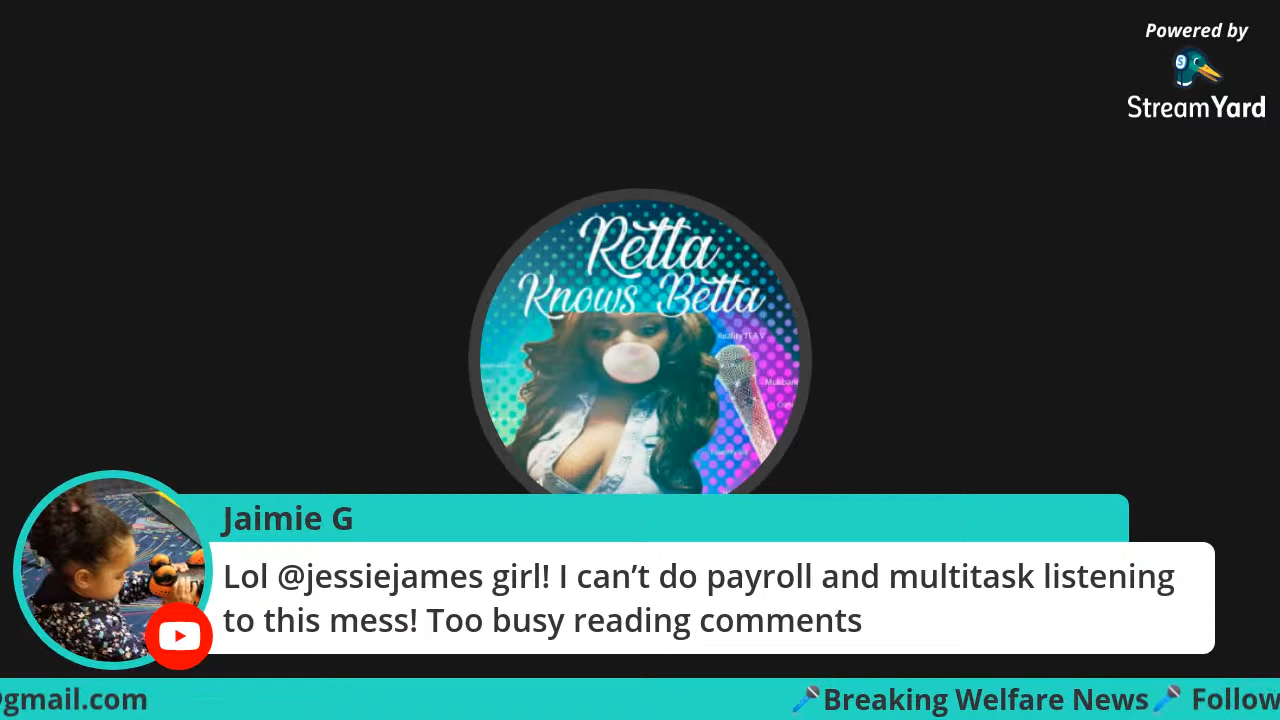 Powered by
StreamYard
Retta
Knows Betta
Jaimie G
Lol @jessiejames girl! I can’t do payroll and multitask listening
to this mess! Too busy reading comments
@gmail.com 🎤Breaking Welfare News🎤 Follow